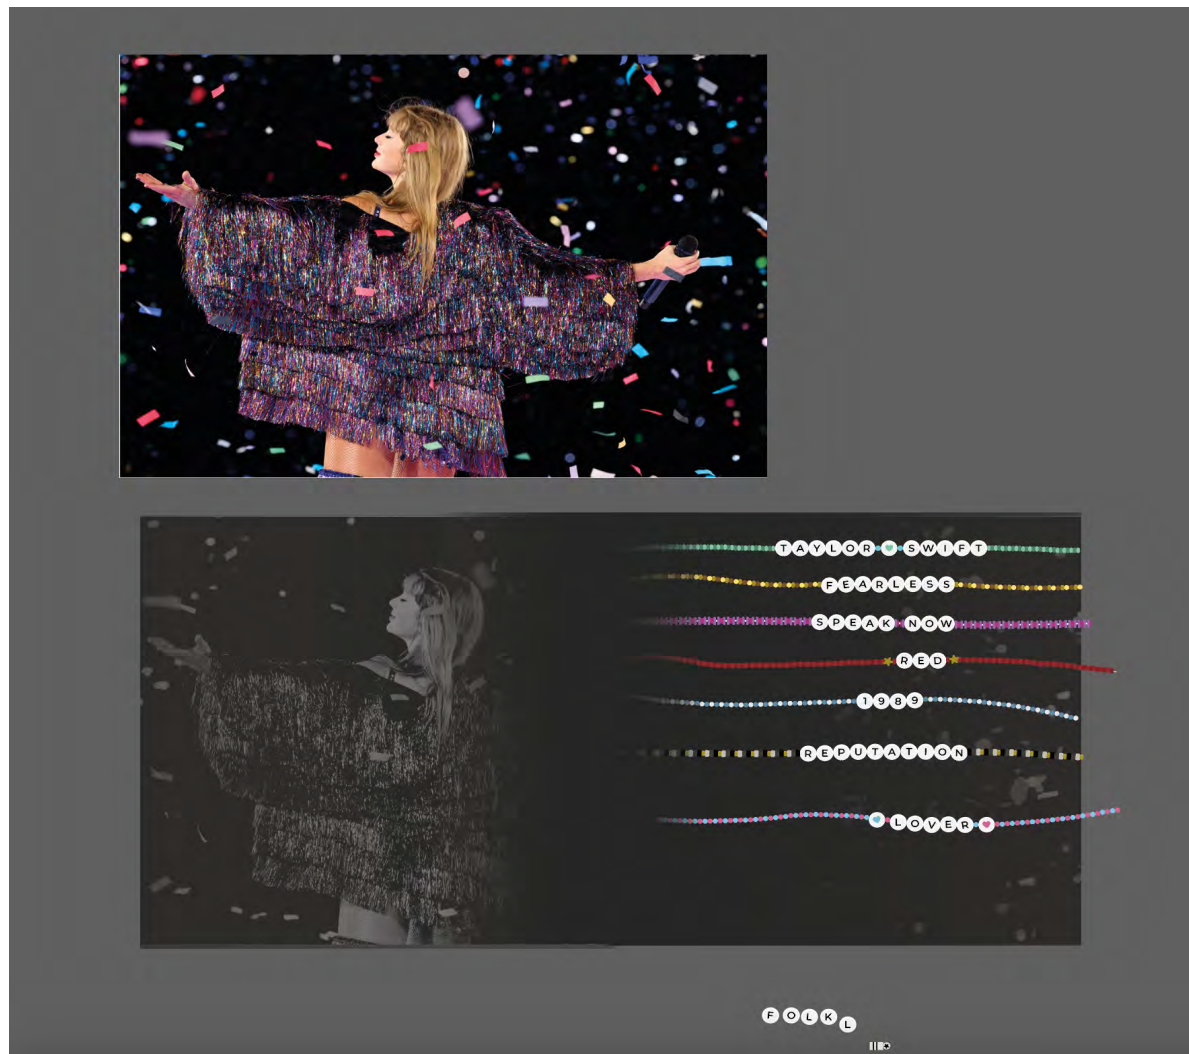 TAYLOR SWIFT
FEARLESS
SPEAK NOW
RED
1989
REPUTATION
LOVER
FOLKL